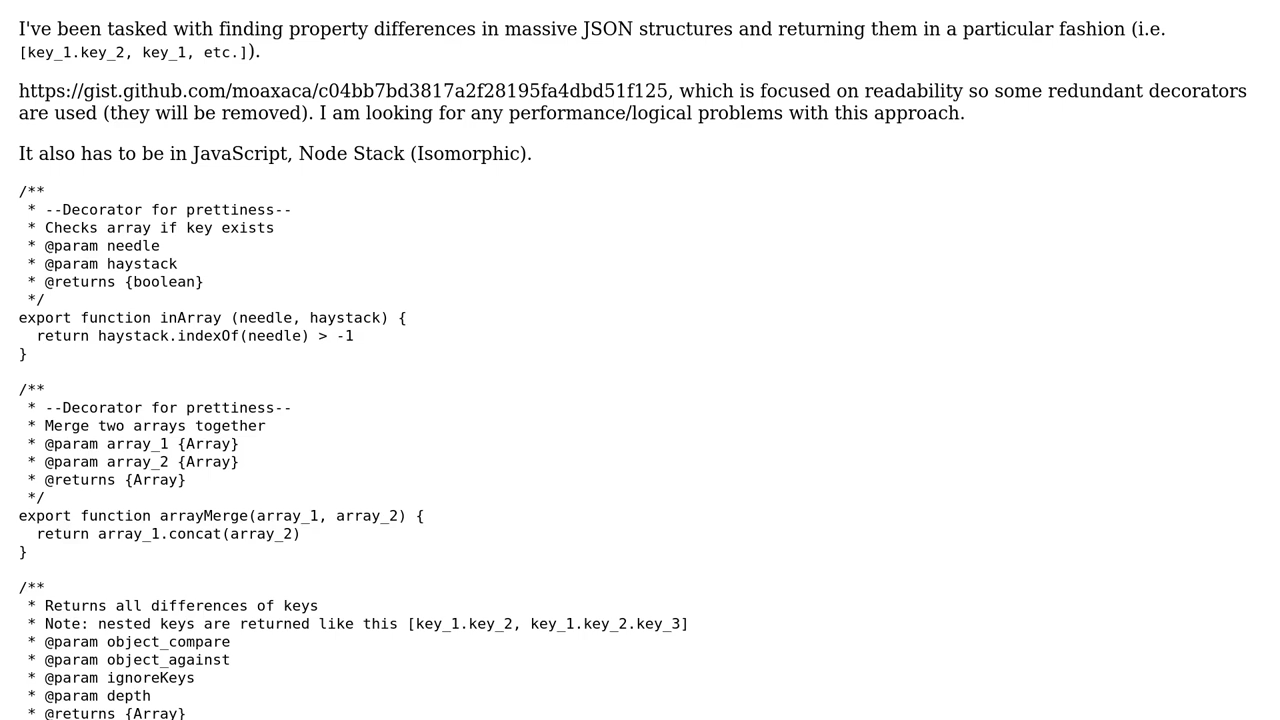 I've been tasked with finding property differences in massive JSON structures and returning them in a particular fashion (i.e.
[key_1.key_2, key_1, etc.]).
https://gist.github.com/moaxaca/c04bb7bd3817a2f28195fa4dbd51f125, which is focused on readability so some redundant decorators
are used (they will be removed). I am looking for any performance/logical problems with this approach.
It also has to be in JavaScript, Node Stack (Isomorphic).
/**
 * --Decorator for prettiness--
 * Checks array if key exists
 * @param needle
 * @param haystack
 * @returns {boolean}
 */
export function inArray (needle, haystack) {
  return haystack.indexOf(needle) > -1
}
/**
 * --Decorator for prettiness--
 * Merge two arrays together
 * @param array_1 {Array}
 * @param array_2 {Array}
 * @returns {Array}
 */
export function arrayMerge(array_1, array_2) {
  return array_1.concat(array_2)
}
/**
 * Returns all differences of keys
 * Note: nested keys are returned like this [key_1.key_2, key_1.key_2.key_3]
 * @param object_compare
 * @param object_against
 * @param ignoreKeys
 * @param depth
 * @returns {Array}